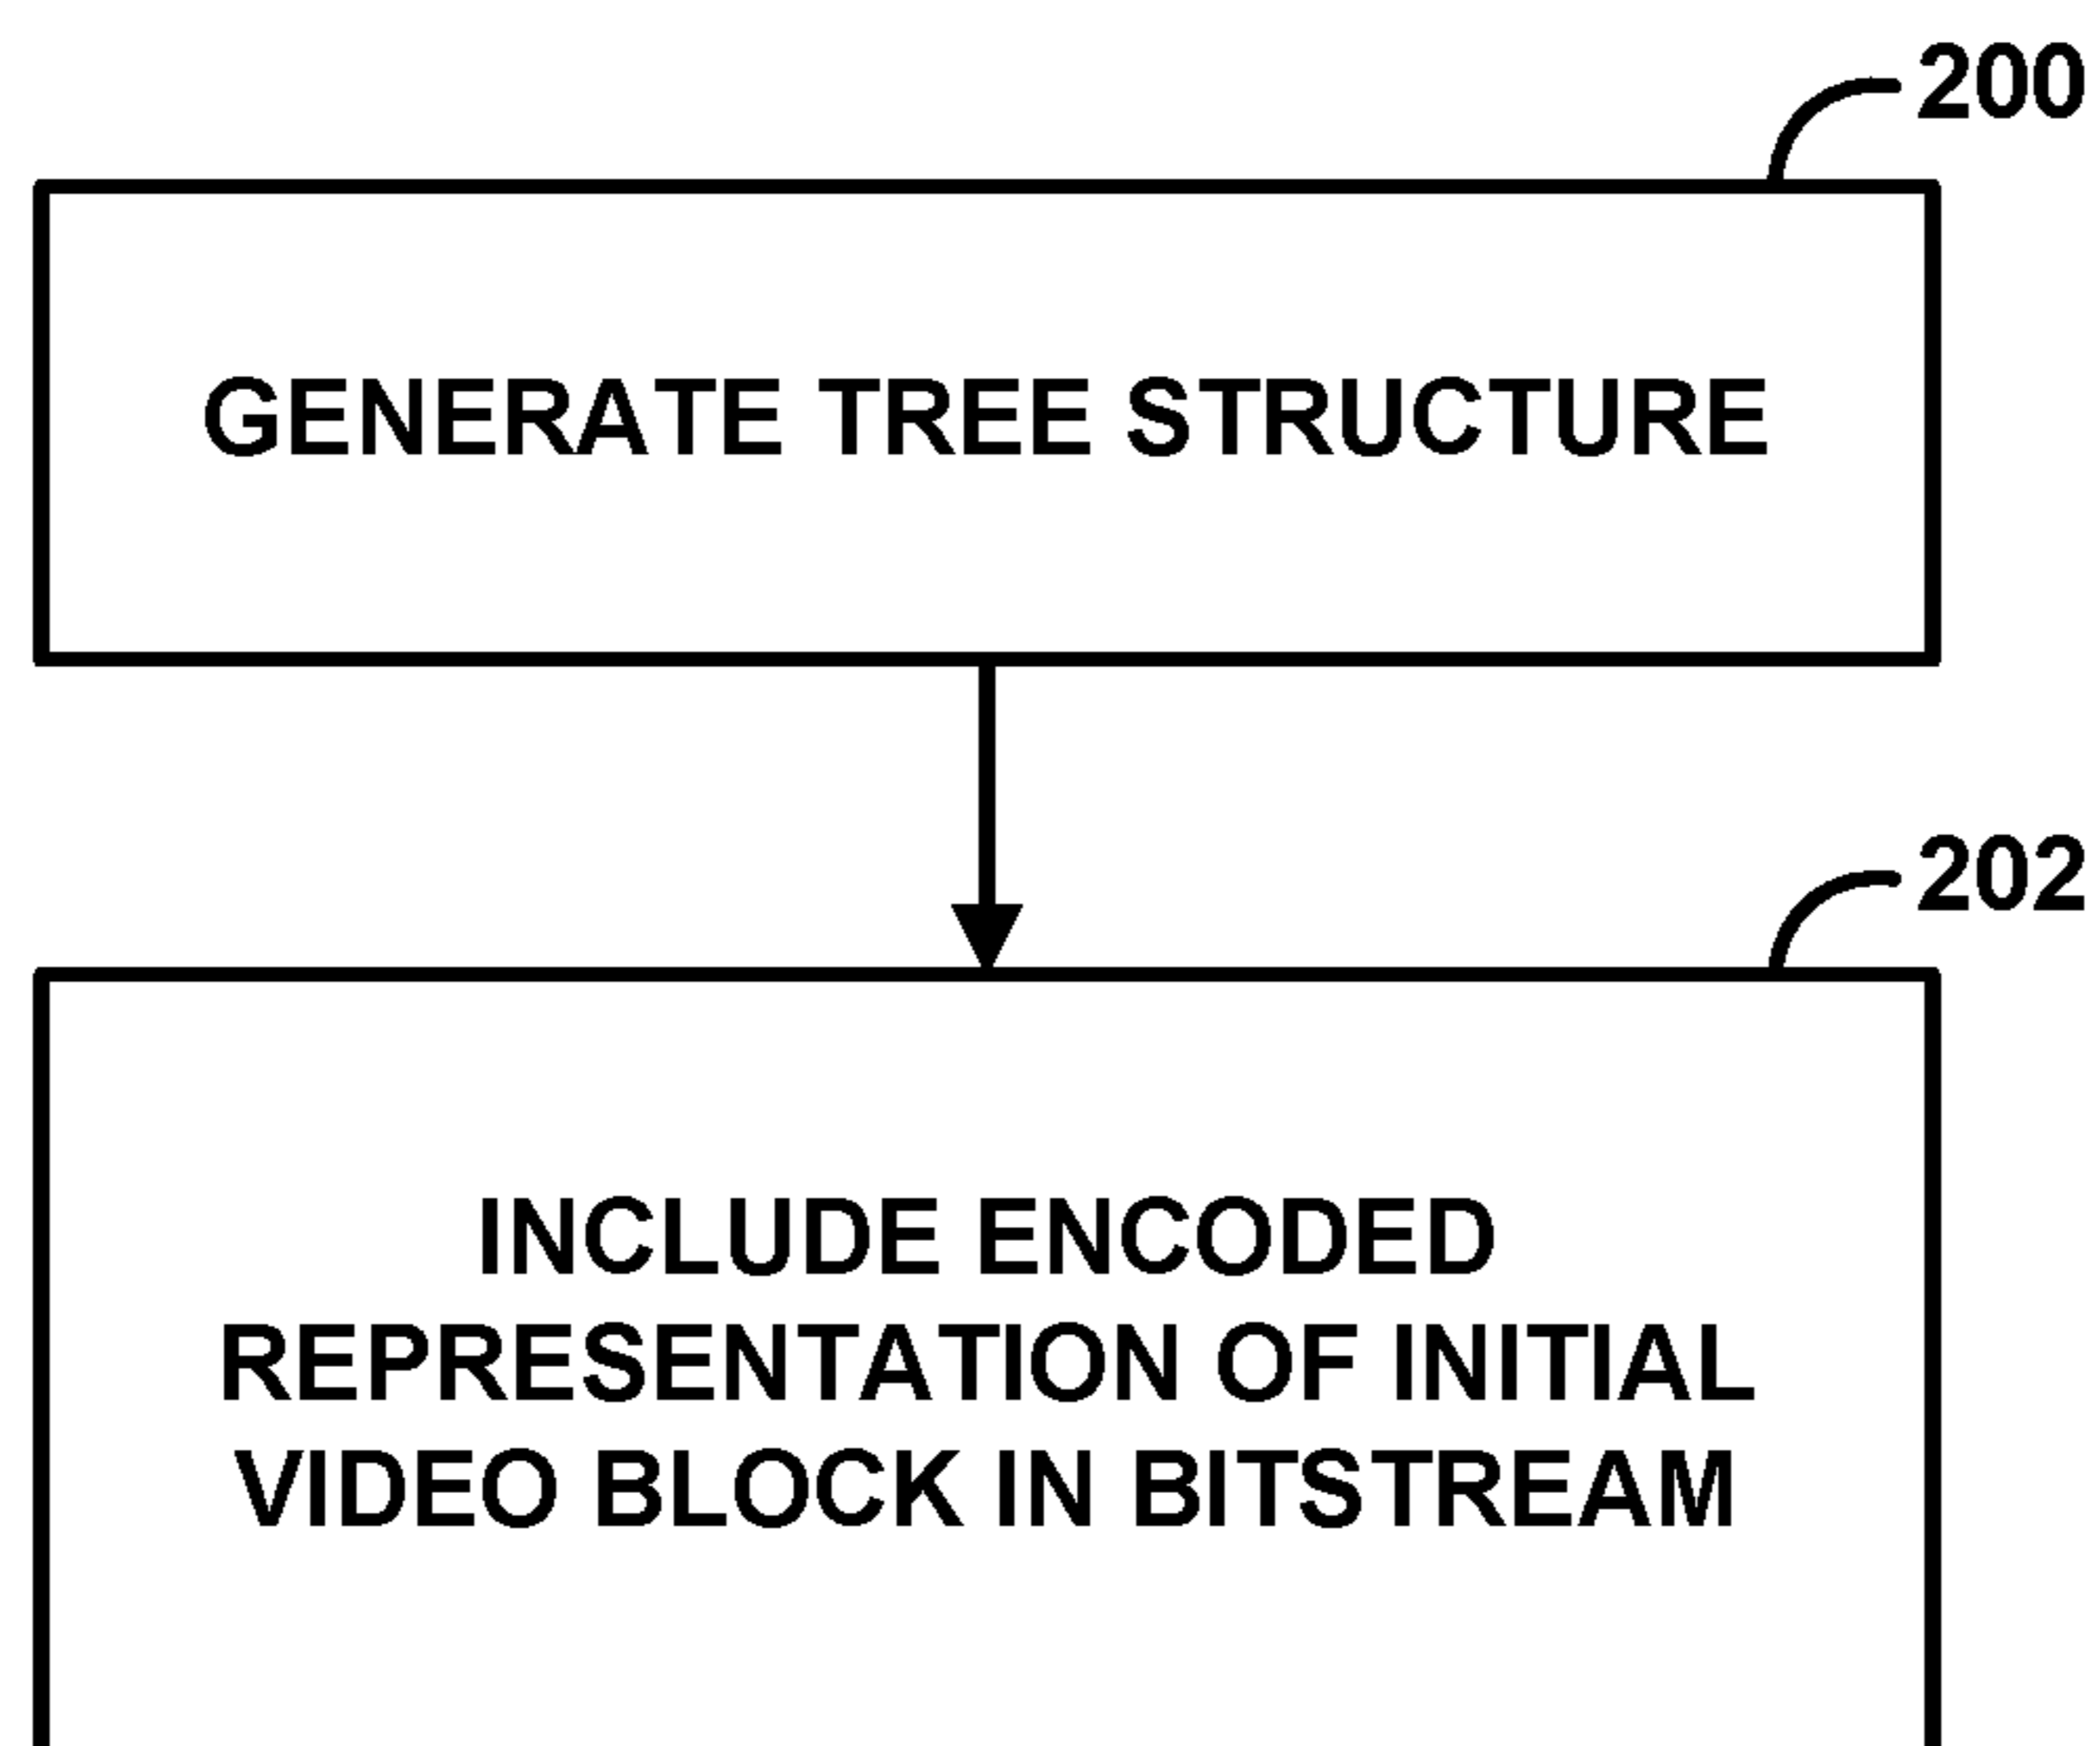 200
GENERATE TREE STRUCTURE
202
INCLUDE ENCODED
REPRESENTATION OF INITIAL
VIDEO BLOCK IN BITSTREAM